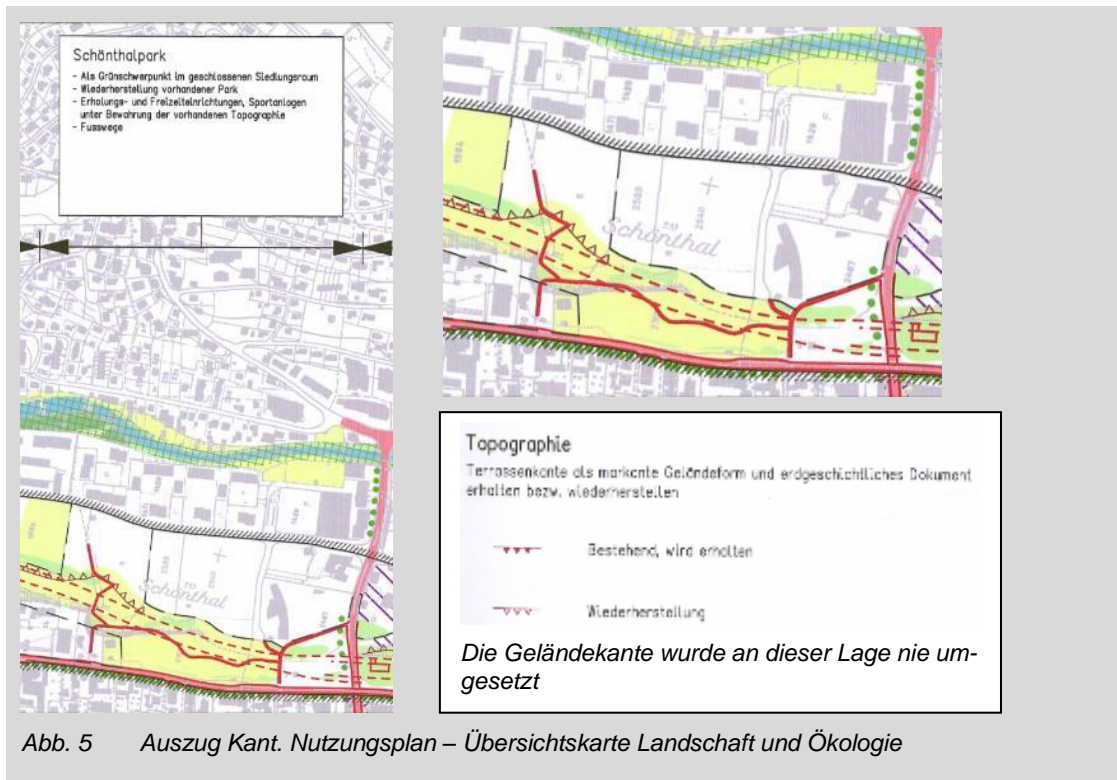 Schönthalpark
- Als Grünschwerpunkt im geschlossenen Siedlungsraum
- Wiederherstellung vorhandener Park
- Erholungs- und Freizeiteinrichtungen, Sportanlagen
unter Bewahrung der vorhandenen Topographie
- Fusswege
Schönthal
Schönthal
Topographie
Terrassenkante als markante Geländeform und erdgeschichtliches Dokument
erhalten bezw. wiederherstellen
Bestehend, wird erhalten
Wiederherstellung
Die Geländekante wurde an dieser Lage nie um-
gesetzt
Abb. 5 Auszug Kant. Nutzungsplan – Übersichtskarte Landschaft und Ökologie